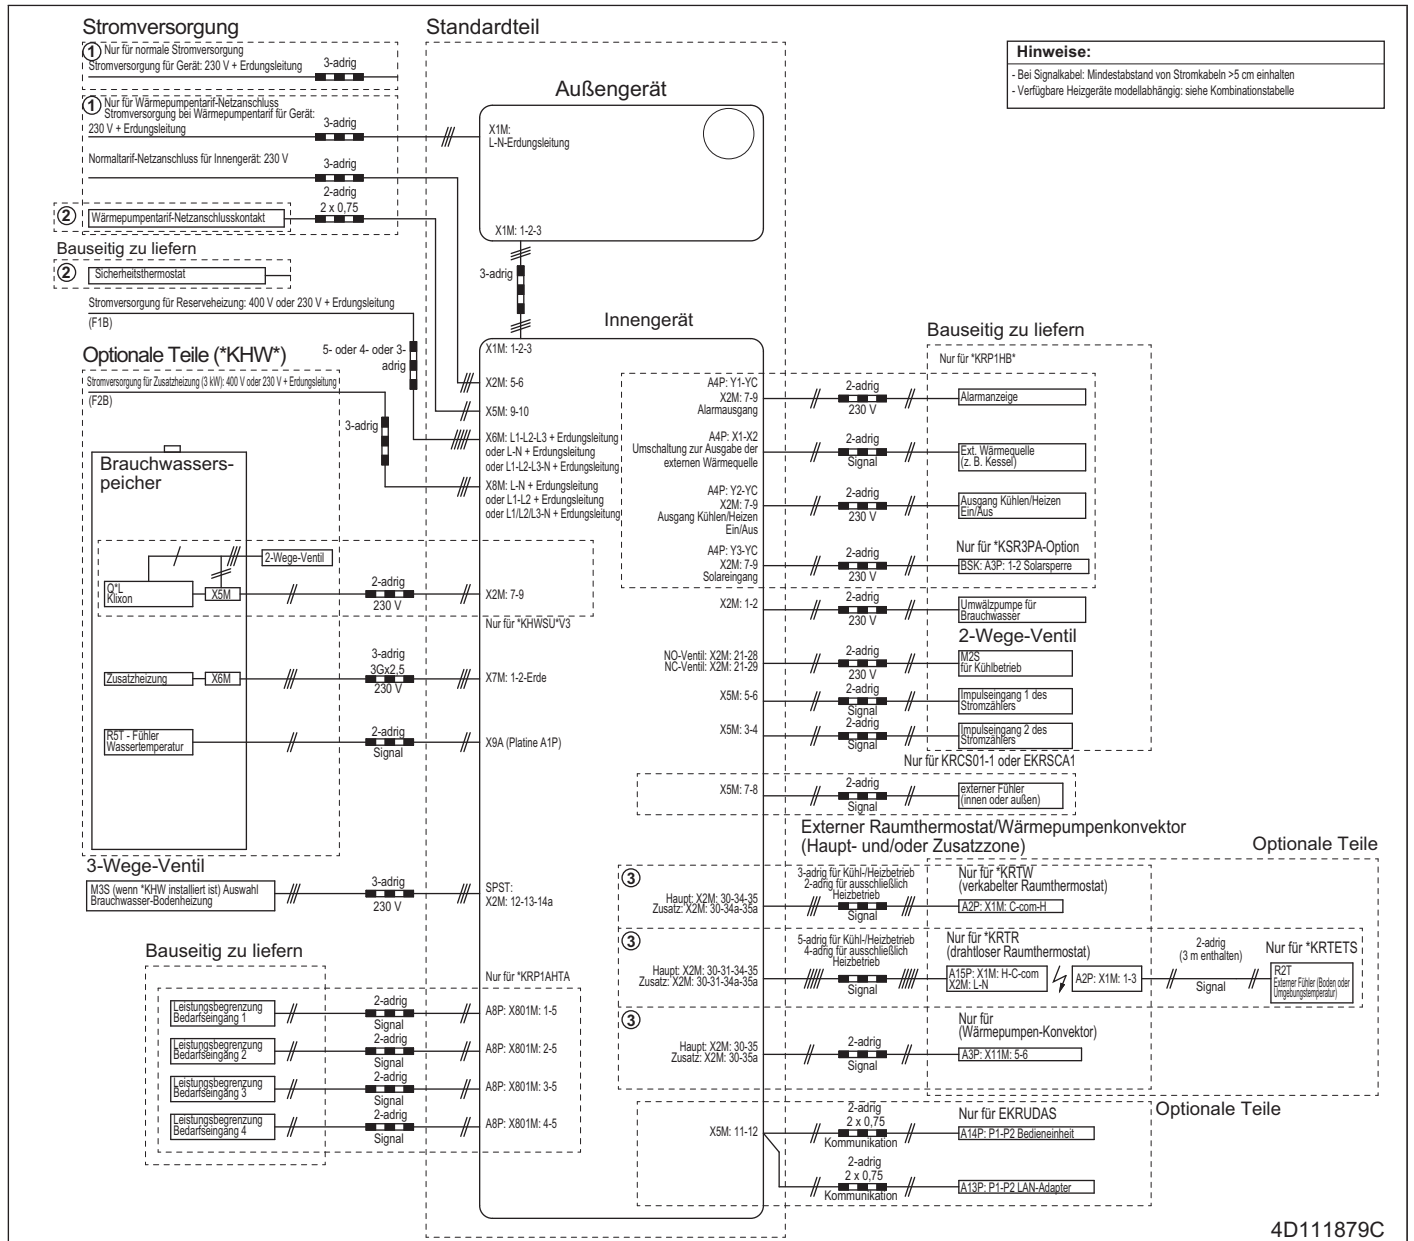 Stromversorgung
① Nur für normale Stromversorgung
Stromversorgung für Gerät: 230 V + Erdungsleitung
3-adrig
① Nur für Wärmepumpentarif-Netzanschluss
Stromversorgung bei Wärmepumpentarif für Gerät:
230 V + Erdungsleitung
3-adrig
Normaltarif-Netzanschluss für Innengerät: 230 V
3-adrig
2-adrig
2 x 0,75
② Wärmepumpentarif-Netzanschlusskontakt
Bauseitig zu liefern
② Sicherheitsthermostat
Stromversorgung für Reserveheizung: 400 V oder 230 V + Erdungsleitung
(F1B)
5- oder 4- oder 3-
adrig
Optionale Teile (*KHW*)
Stromversorgung für Zusatzheizung (3 kW): 400 V oder 230 V + Erdungsleitung
(F2B)
3-adrig
Brauchwassers-
peicher
2-Wege-Ventil
Q*L
Klixon
X5M
2-adrig
230 V
Zusatzheizung
X6M
3-adrig
3Gx2,5
230 V
R5T - Fühler
Wassertemperatur
2-adrig
Signal
3-Wege-Ventil
M3S (wenn *KHW installiert ist) Auswahl
Brauchwasser-Bodenheizung
3-adrig
230 V
Bauseitig zu liefern
Leistungsbegrenzung
Bedarfseingang 1
2-adrig
Signal
Leistungsbegrenzung
Bedarfseingang 2
2-adrig
Signal
Leistungsbegrenzung
Bedarfseingang 3
2-adrig
Signal
Leistungsbegrenzung
Bedarfseingang 4
2-adrig
Signal
Standardteil
Außengerät
X1M:
L-N-Erdungsleitung
X1M: 1-2-3
3-adrig
Innengerät
X1M: 1-2-3
X2M: 5-6
X5M: 9-10
X6M: L1-L2-L3 + Erdungsleitung
oder L-N + Erdungsleitung
oder L1-L2-L3-N + Erdungsleitung
X8M: L-N + Erdungsleitung
oder L1-L2 + Erdungsleitung
oder L1/L2/L3-N + Erdungsleitung
X2M: 7-9
Nur für *KHWSU*V3
X7M: 1-2-Erde
X9A (Platine A1P)
SPST:
X2M: 12-13-14a
Nur für *KRP1AHTA
A8P: X801M: 1-5
A8P: X801M: 2-5
A8P: X801M: 3-5
A8P: X801M: 4-5
Hinweise:
- Bei Signalkabel: Mindestabstand von Stromkabeln >5 cm einhalten
- Verfügbare Heizgeräte modellabhängig: siehe Kombinationstabelle
Bauseitig zu liefern
Nur für *KRP1HB*
A4P: Y1-YC
X2M: 7-9
Alarmausgang
2-adrig
230 V
Alarmanzeige
A4P: X1-X2
Umschaltung zur Ausgabe der
externen Wärmequelle
2-adrig
Signal
Ext. Wärmequelle
(z. B. Kessel)
A4P: Y2-YC
X2M: 7-9
Ausgang Kühlen/Heizen
Ein/Aus
2-adrig
230 V
Ausgang Kühlen/Heizen
Ein/Aus
A4P: Y3-YC
X2M: 7-9
Solareingang
2-adrig
230 V
Nur für *KSR3PA-Option
BSK: A3P: 1-2 Solarsperre
X2M: 1-2
2-adrig
230 V
Umwälzpumpe für
Brauchwasser
2-Wege-Ventil
NO-Ventil: X2M: 21-28
NC-Ventil: X2M: 21-29
2-adrig
230 V
M2S
für Kühlbetrieb
X5M: 5-6
2-adrig
Signal
Impulseingang 1 des
Stromzählers
X5M: 3-4
2-adrig
Signal
Impulseingang 2 des
Stromzählers
Nur für KRCS01-1 oder EKRSCA1
X5M: 7-8
2-adrig
Signal
externer Fühler
(innen oder außen)
Externer Raumthermostat/Wärmepumpenkonvektor
(Haupt- und/oder Zusatzzone)
Optionale Teile
③
Haupt: X2M: 30-34-35
Zusatz: X2M: 30-34a-35a
3-adrig für Kühl-/Heizbetrieb
2-adrig für ausschließlich
Heizbetrieb
Signal
Nur für *KRTW
(verkabelter Raumthermostat)
A2P: X1M: C-com-H
③
Haupt: X2M: 30-31-34-35
Zusatz: X2M: 30-31-34a-35a
5-adrig für Kühl-/Heizbetrieb
4-adrig für ausschließlich
Heizbetrieb
Signal
Nur für *KRTR
(drahtloser Raumthermostat)
A15P: X1M: H-C-com
X2M: L-N
A2P: X1M: 1-3
2-adrig
(3 m enthalten)
Signal
Nur für *KRTETS
R2T
Externer Fühler (Boden oder
Umgebungstemperatur)
③
Haupt: X2M: 30-35
Zusatz: X2M: 30-35a
2-adrig
Signal
Nur für
(Wärmepumpen-Konvektor)
A3P: X11M: 5-6
Optionale Teile
X5M: 11-12
2-adrig
2 x 0,75
Kommunikation
Nur für EKRUDAS
A14P: P1-P2 Bedieneinheit
2-adrig
2 x 0,75
Kommunikation
A13P: P1-P2 LAN-Adapter
4D111879C